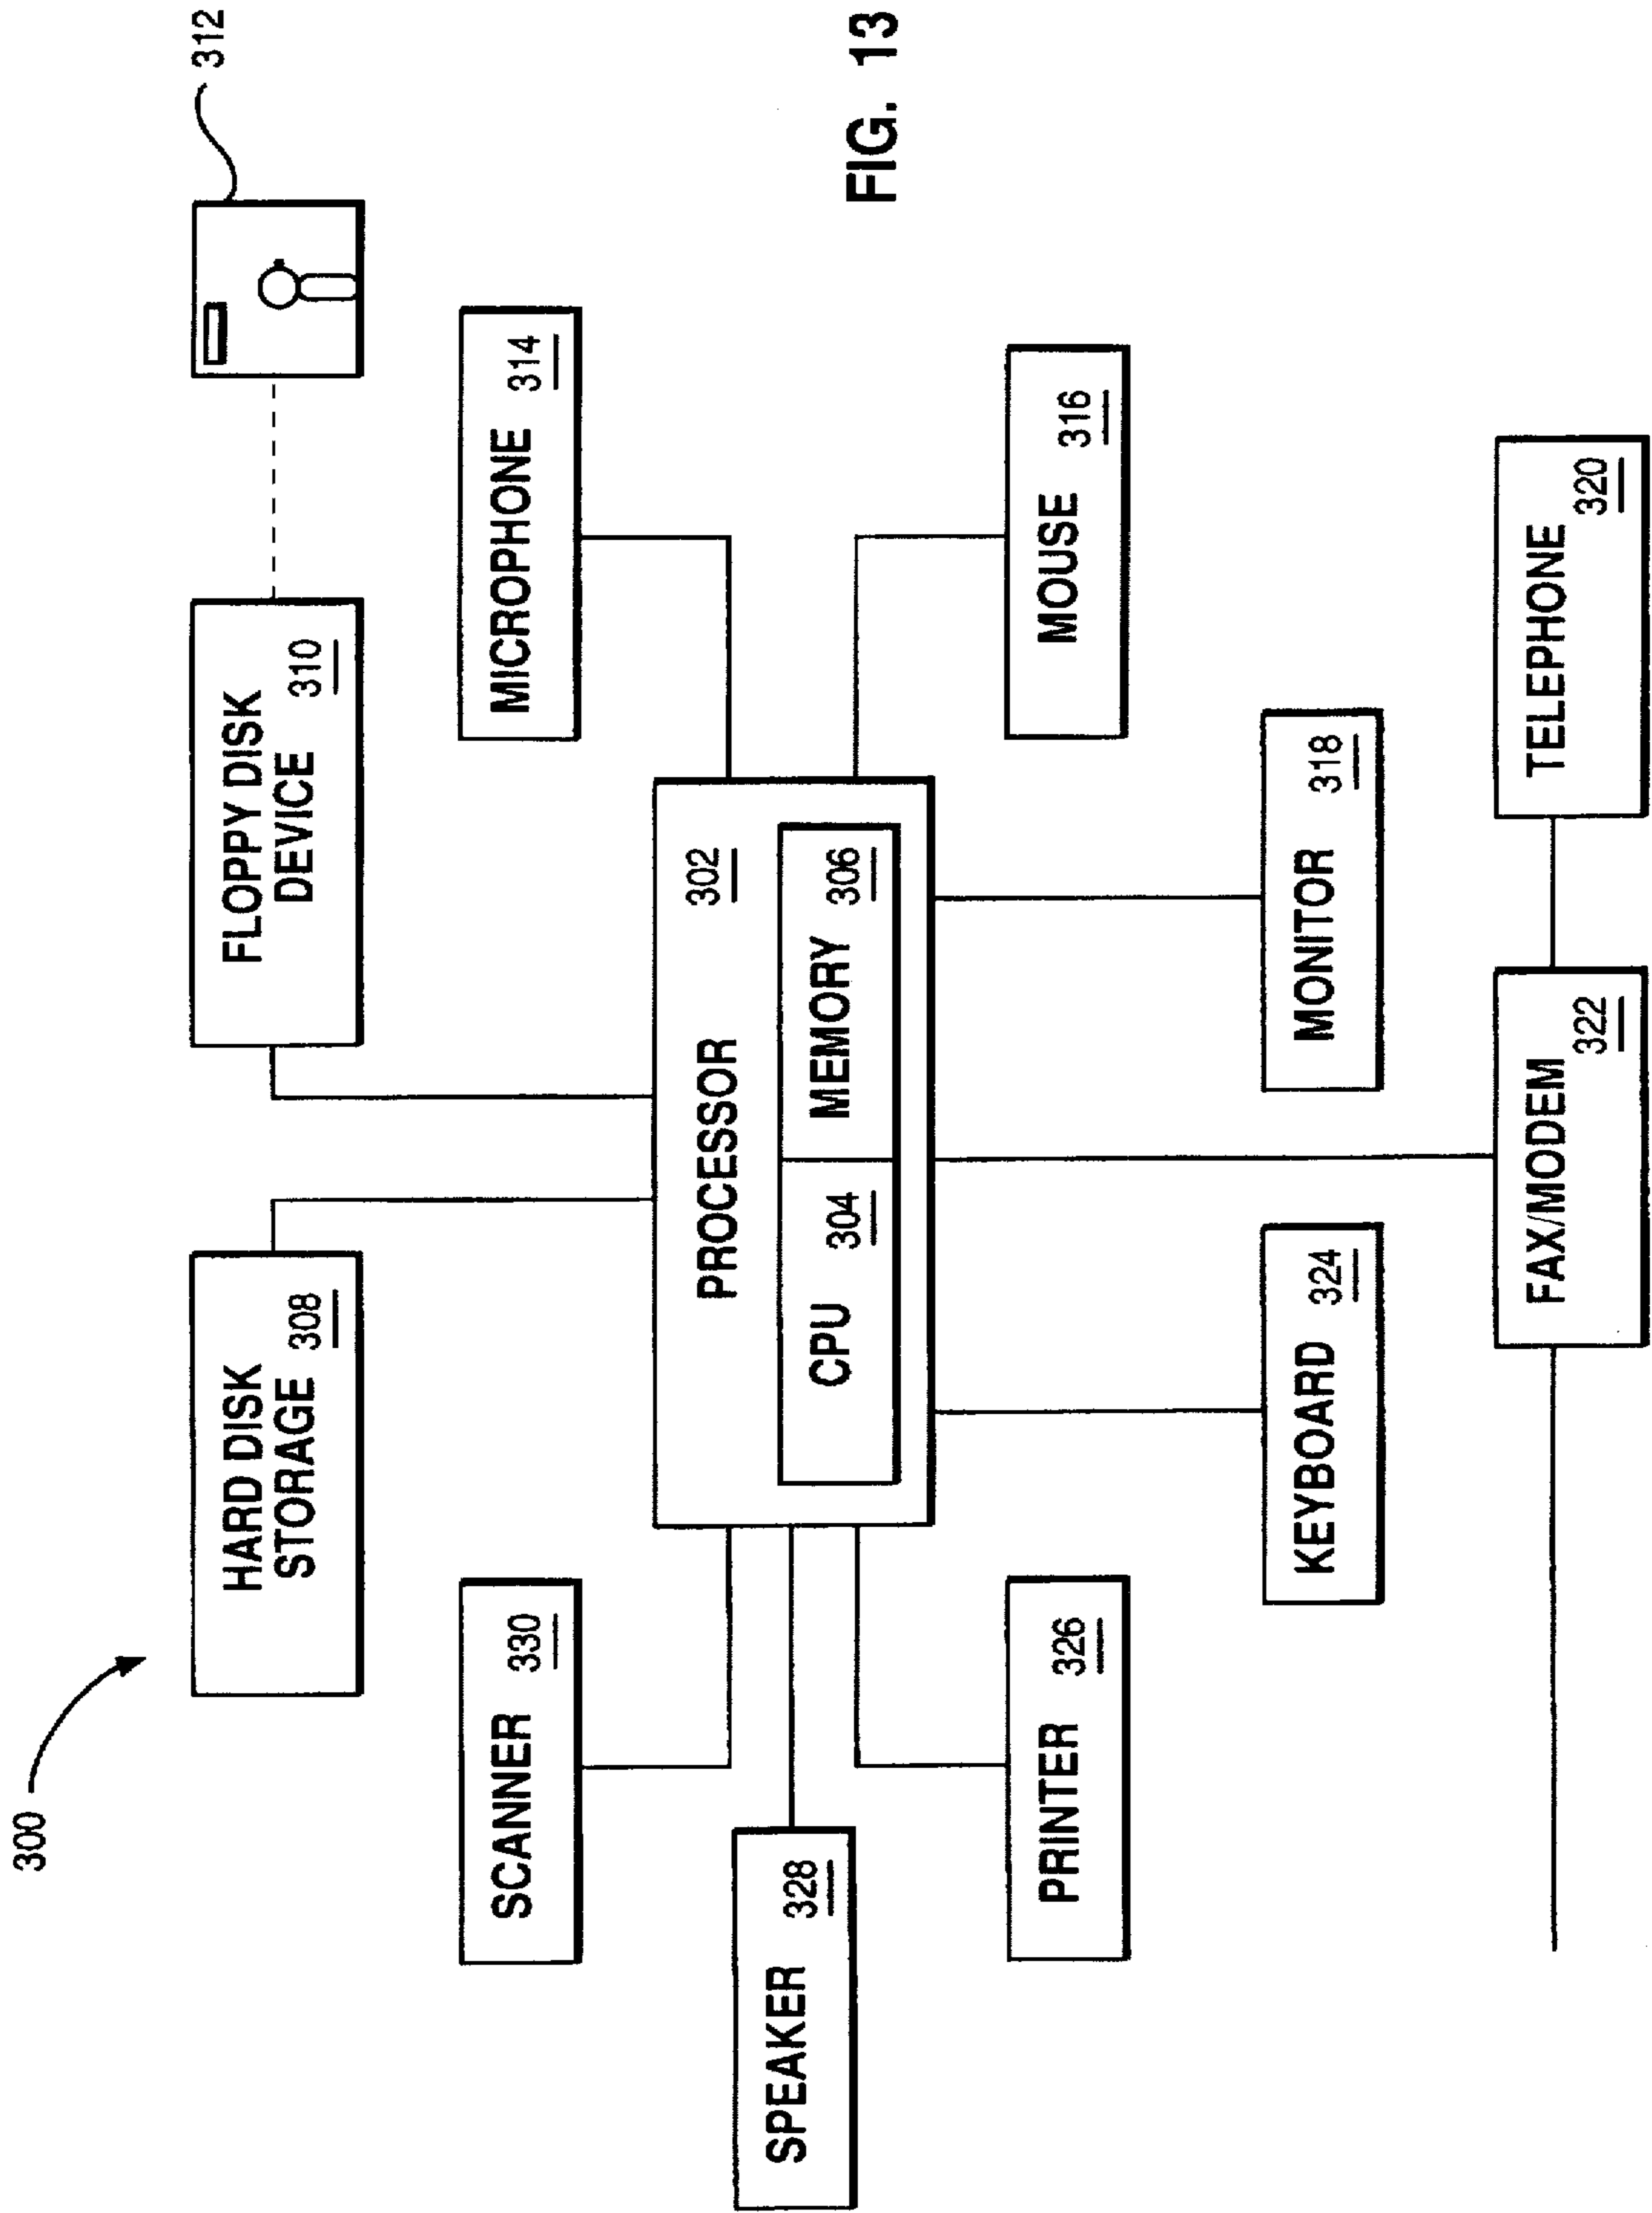 300
312
HARD DISK
STORAGE 308
FLOPPY DISK
DEVICE 310
SCANNER 330
MICROPHONE 314
PROCESSOR 302
SPEAKER 328
CPU 304
MEMORY 306
FIG. 13
PRINTER 326
MOUSE 316
KEYBOARD 324
MONITOR 318
FAX/MODEM
322
TELEPHONE
320